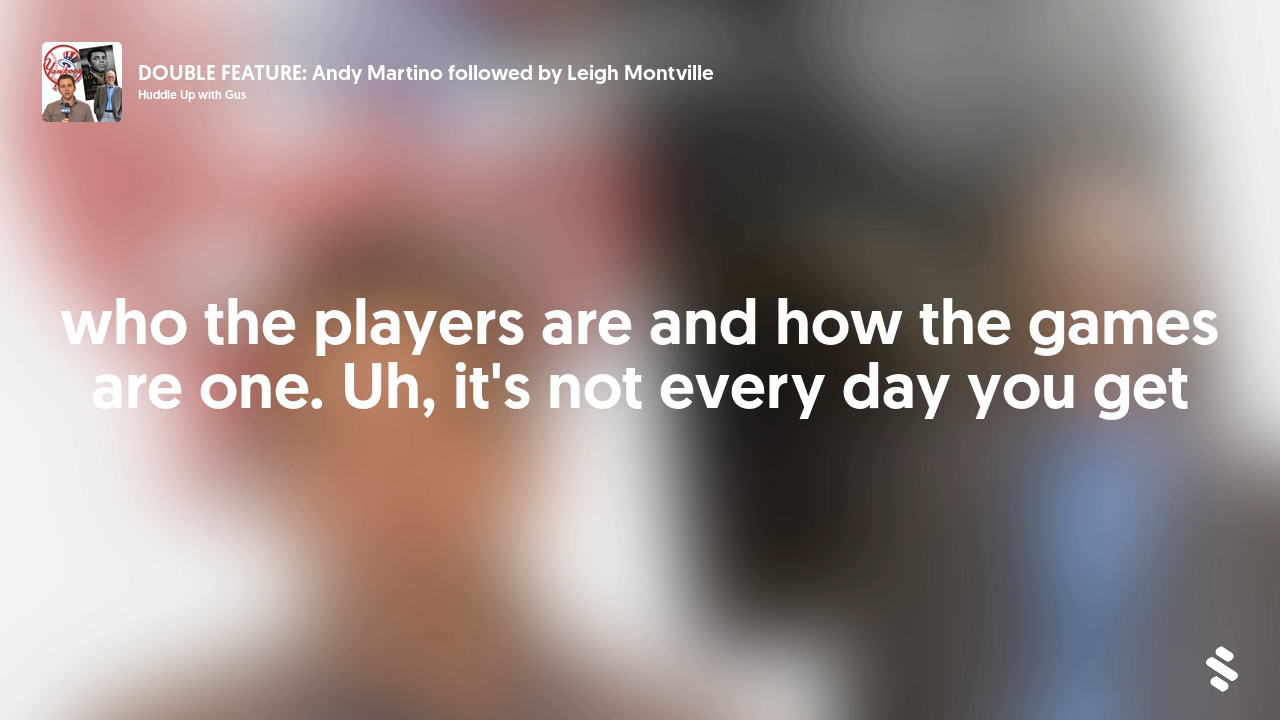 DOUBLE FEATURE: Andy Martino followed by Leigh Montville
Huddle Up with Gus
who the players are and how the games
are one. Uh, it's not every day you get